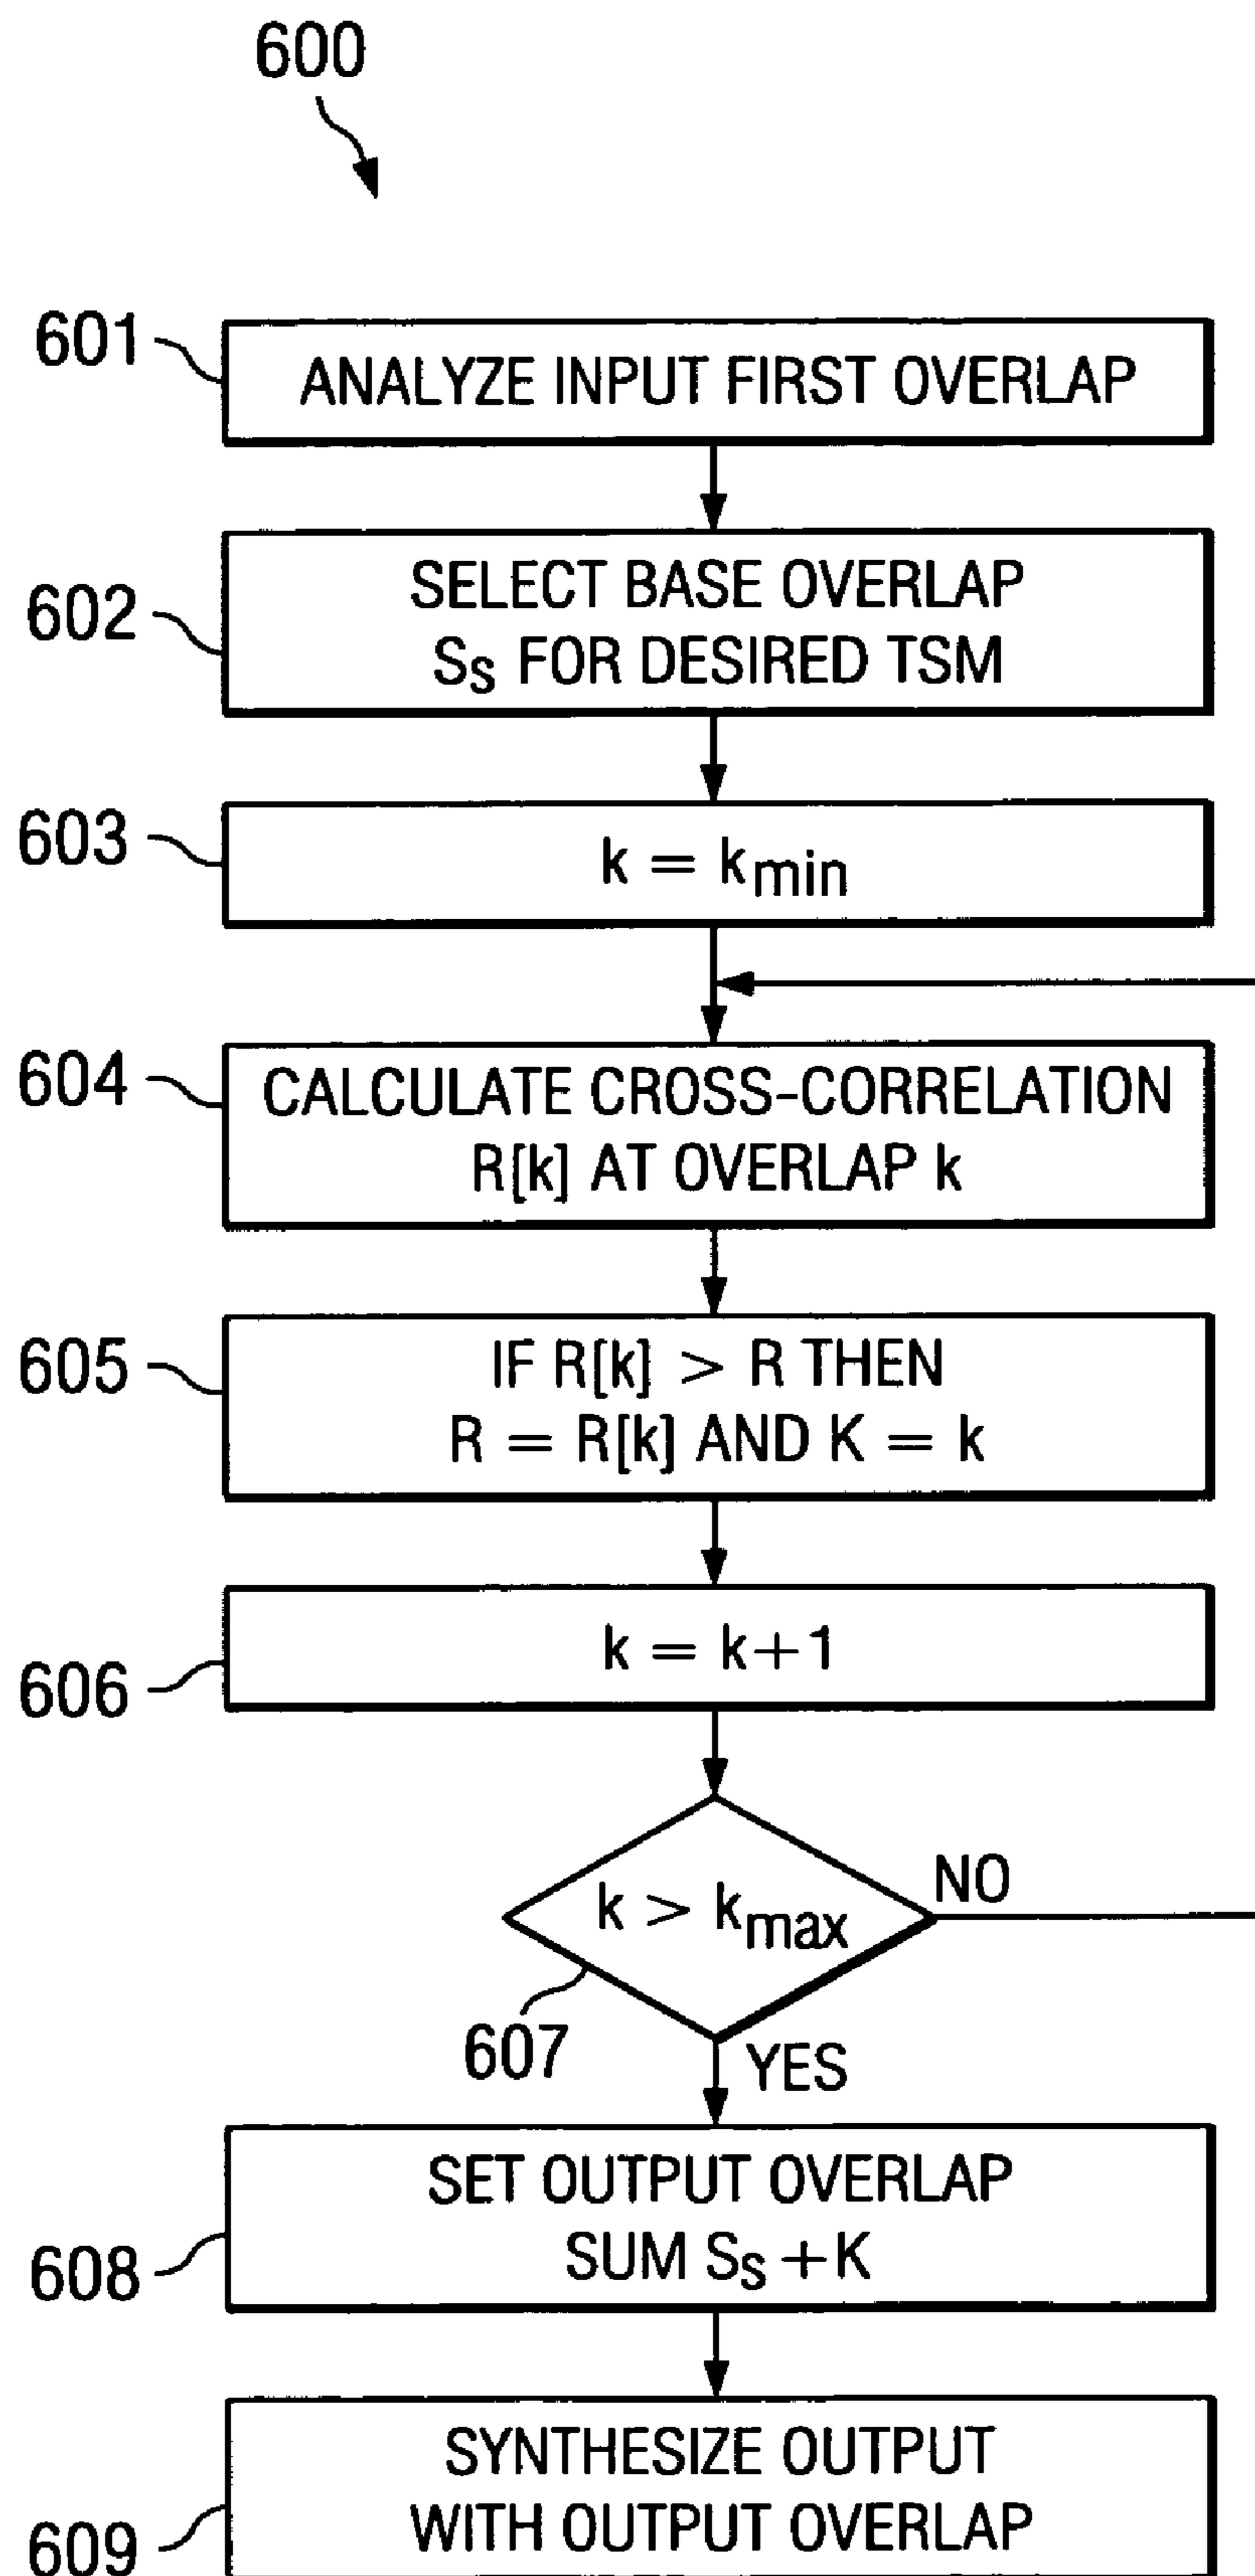 600
601
ANALYZE INPUT FIRST OVERLAP
602
SELECT BASE OVERLAP
SS FOR DESIRED TSM
603
k = kmin
604
CALCULATE CROSS-CORRELATION
R[k] AT OVERLAP k
605
IF R[k] > R THEN
R = R[k] AND K = k
606
k = k+1
k > kmax
NO
607
YES
608
SET OUTPUT OVERLAP
SUM SS +K
609
SYNTHESIZE OUTPUT
WITH OUTPUT OVERLAP